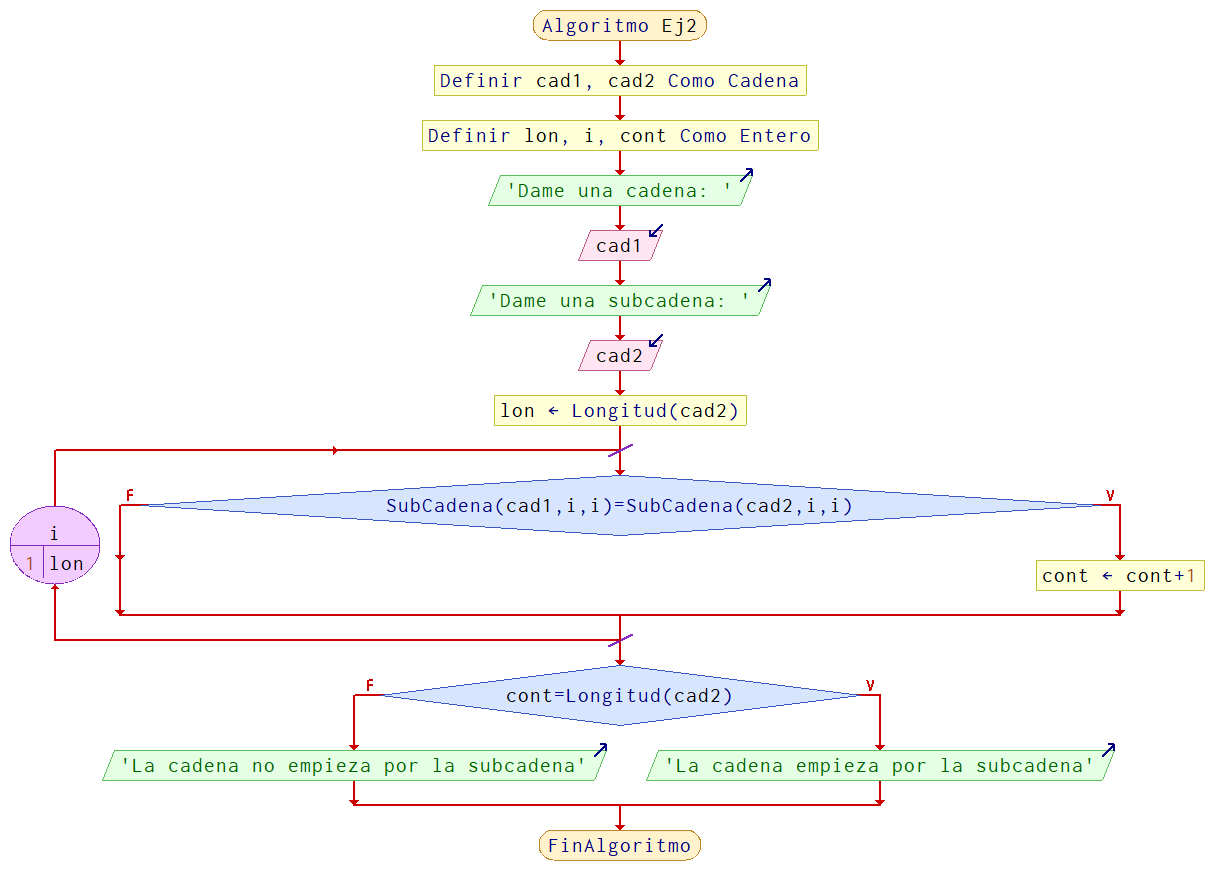 Algoritmo Ej2
Definir cad1, cad2 Como Cadena
Definir lon, i, cont Como Entero
'Dame una cadena: '
cad1
'Dame una subcadena: '
cad2
lon ← Longitud(cad2)
F
SubCadena(cad1,i,i)=SubCadena(cad2,i,i)
V
i
1 lon
cont ← cont+1
F
cont=Longitud(cad2)
V
'La cadena no empieza por la subcadena'
'La cadena empieza por la subcadena'
FinAlgoritmo